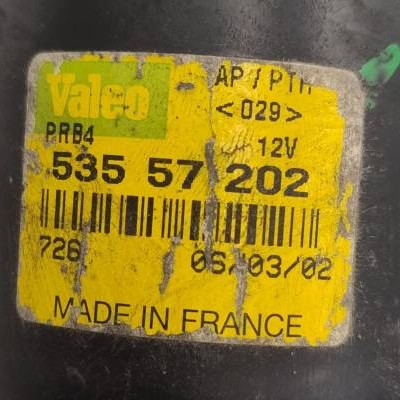 Valeo
AP/PTH
<029>
PRB4
12V
535 57 202
726
06/03/02
MADE IN FRANCE